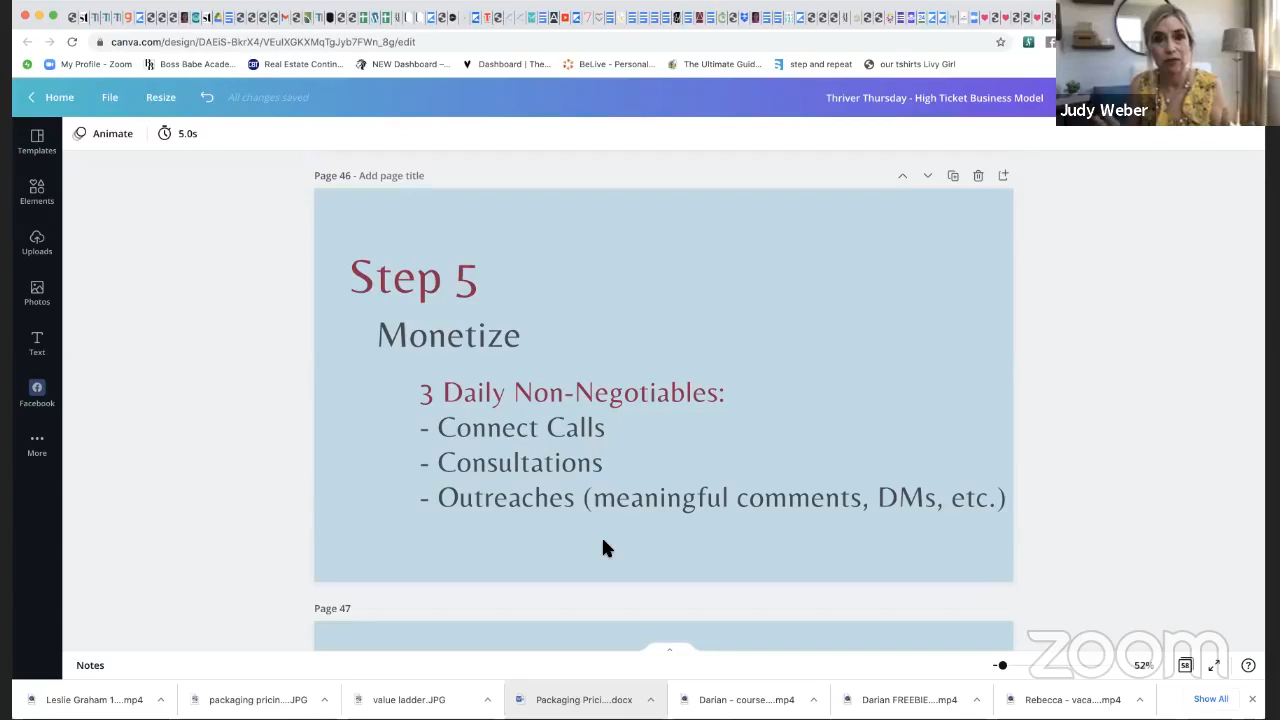 canva.com/design/DAEiS-BkrX4/VEuIXGKXMqTgJyb7FWn_8g/edit
My Profile - Zoom
Boss Babe Acade...
Real Estate Contin...
NEW Dashboard –...
Dashboard | The...
BeLive - Personal...
The Ultimate Guid...
step and repeat
our tshirts Livy Girl
Home
File
Resize
All changes saved
Thriver Thursday - High Ticket Business Model
Judy Weber
Animate
5.0s
Templates
Elements
Uploads
Photos
Text
Facebook
More
Page 46 - Add page title
Step 5
Monetize
3 Daily Non-Negotiables:
- Connect Calls
- Consultations
- Outreaches (meaningful comments, DMs, etc.)
Page 47
Notes
zoom
52%
58
Leslie Graham 1....mp4
packaging pricin....JPG
value ladder.JPG
Packaging Prici....docx
Darian - course....mp4
Darian FREEBIE....mp4
Rebecca - vaca....mp4
Show All